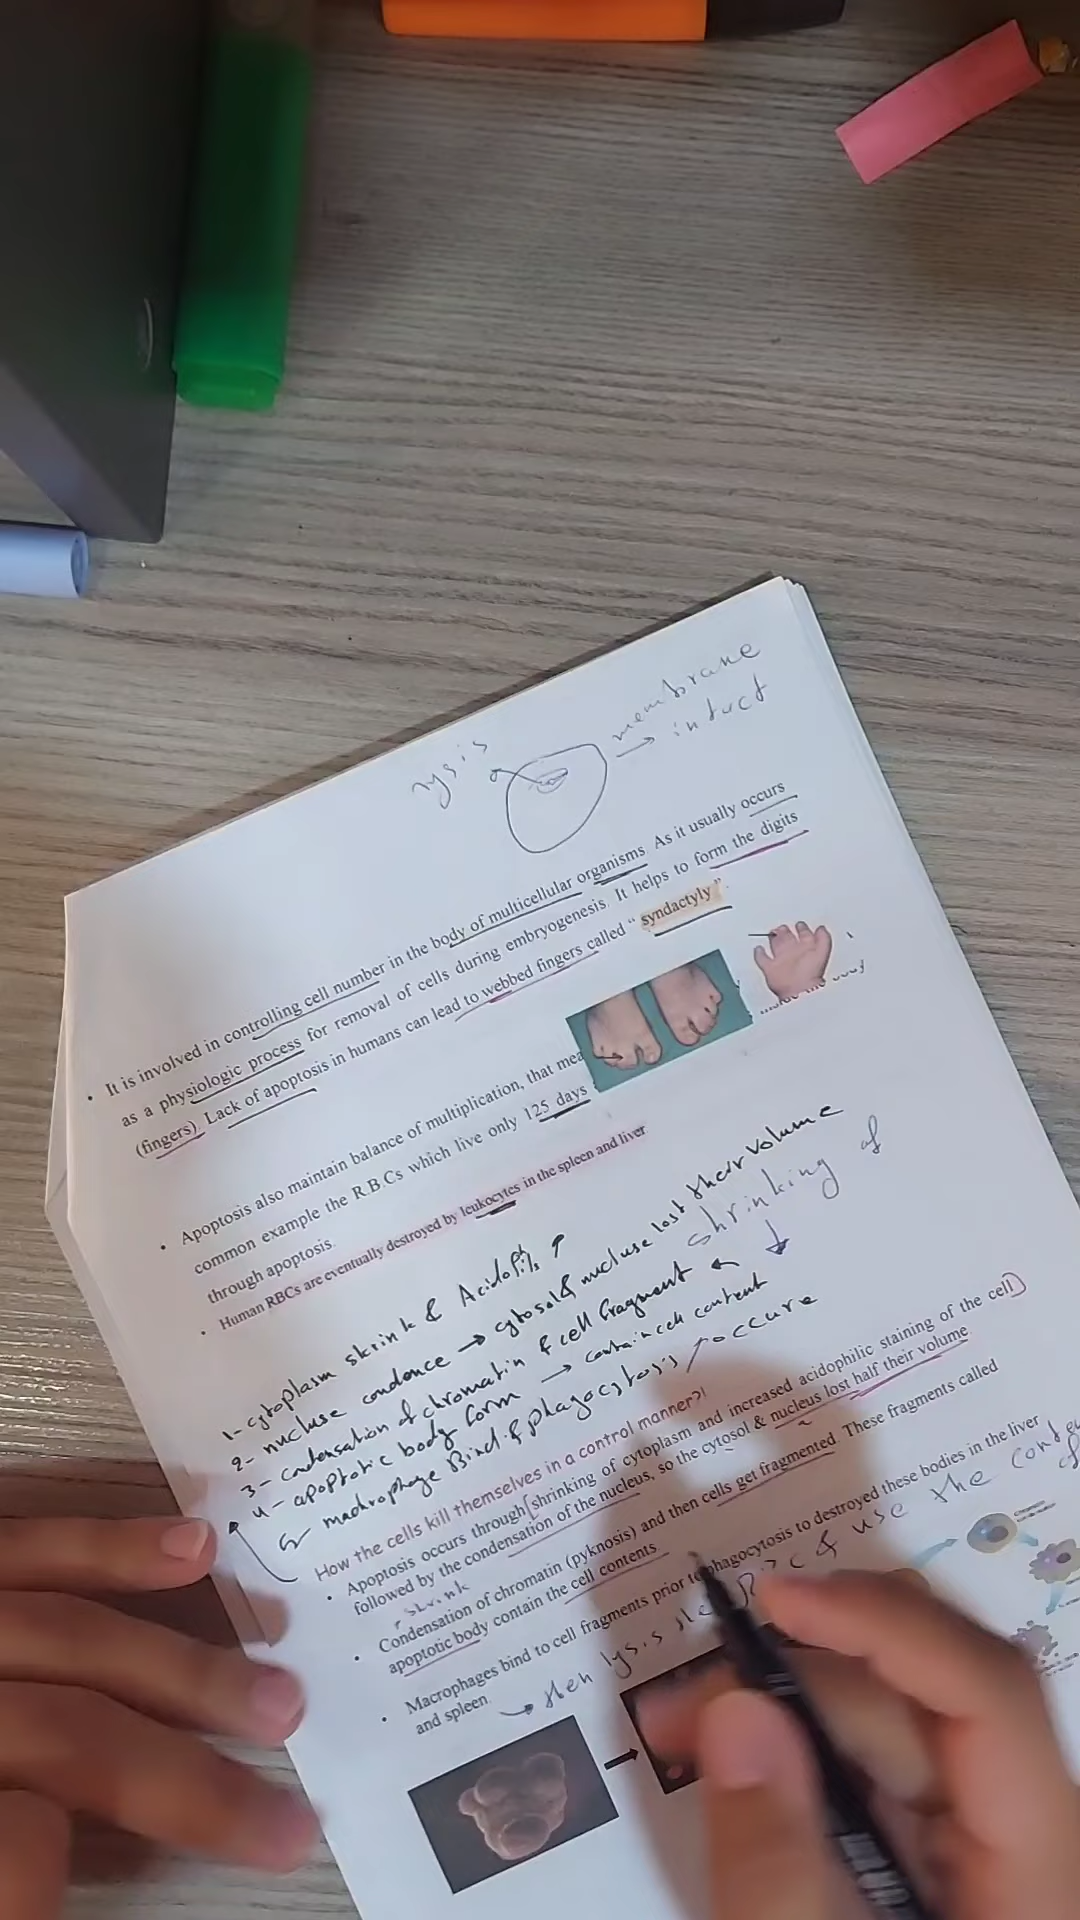 membrane
→ intact
lysis
• It is involved in controlling cell number in the body of multicellular organisms. As it usually occurs
as a physiologic process for removal of cells during embryogenesis. It helps to form the digits
(fingers). Lack of apoptosis in humans can lead to webbed fingers called “ syndactyly ”.
• Apoptosis also maintain balance of multiplication, that mea
common example the R.B.Cs which live only 125 days
through apoptosis.
• Human RBCs are eventually destroyed by leukocytes in the spleen and liver
1- cytoplasm skrink & Acidofils ↑
2- nucluse condence → cytosol & nucluse lost their volume
3- condensation of chromatin & cell fragment
shrinking of
4- apoptotic body form → contain cell content
machrophage Bind & phagocytosis occure
How the cells kill themselves in a control manner?!
• Apoptosis occurs through [shrinking of cytoplasm and increased acidophilic staining of the cell)
followed by the condensation of the nucleus, so the cytosol & nucleus lost half their volume.
shrink
• Condensation of chromatin (pyknosis) and then cells get fragmented. These fragments called
apoptotic body contain the cell contents.
• Macrophages bind to cell fragments prior to phagocytosis to destroyed these bodies in the liver
and spleen.
→ then lysis & use the